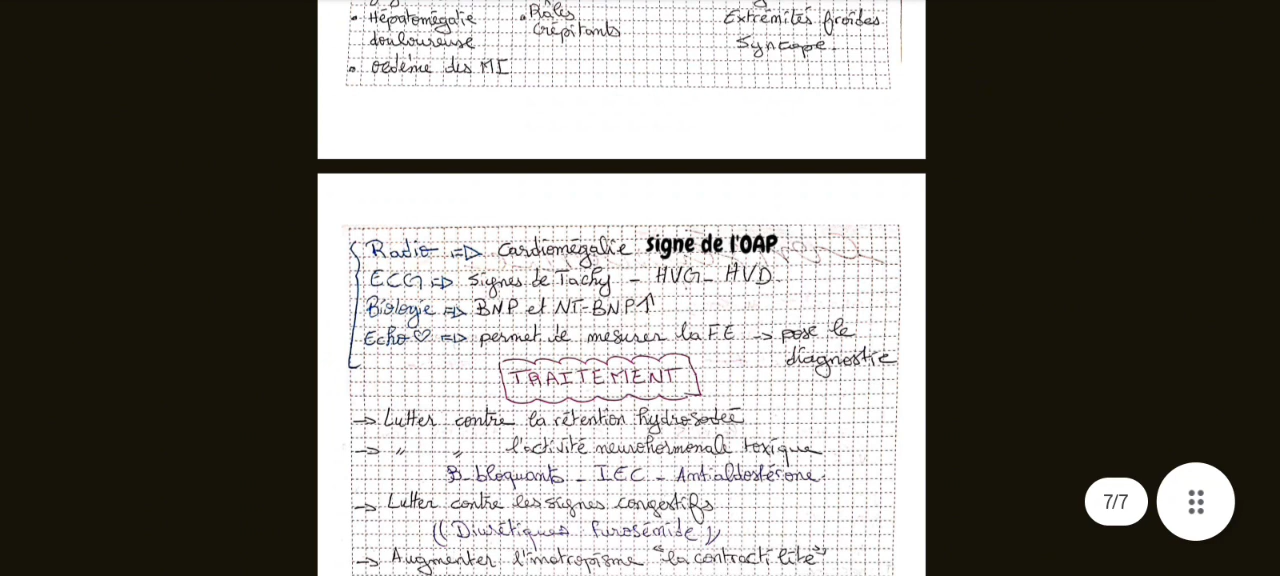 • Hépatomégalie
douloureuse
• oedème des MI
• Râles
crépitants
Extrémités froides
Syncope.
Radio => Cardiomégalie signe de l'OAP
ECG => Signes de Tachy - HVG - HVD.
Biologie => BNP et NT-BNP↑
Echo♡ => permet de mesurer la FE -> pose le
diagnostic
TRAITEMENT
-> Lutter contre la rétention hydrosodée
-> " " l'activité neurohormonale toxique
B-bloquants - IEC - Antialdostérone.
-> Lutter contre les signes congestifs
(( Diurétiques furosémide ))
-> Augmenter l'inotropisme "la contractilité"
7/7